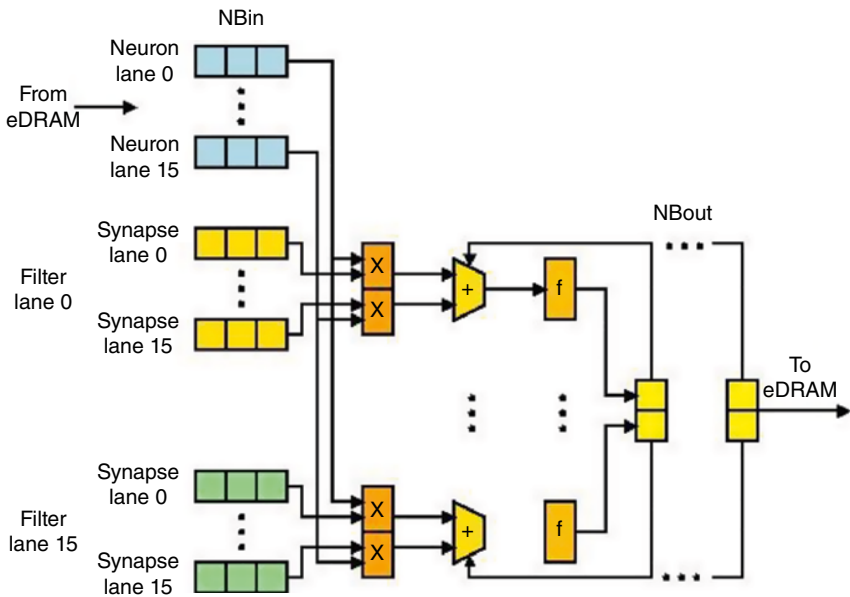 NBin
Neuron
lane 0
From
eDRAM
Neuron
lane 15
Synapse
lane 0
Filter
lane 0
Synapse
lane 15
NBout
X
X
+
f
To
eDRAM
Synapse
lane 0
Filter
lane 15
Synapse
lane 15
X
X
+
f